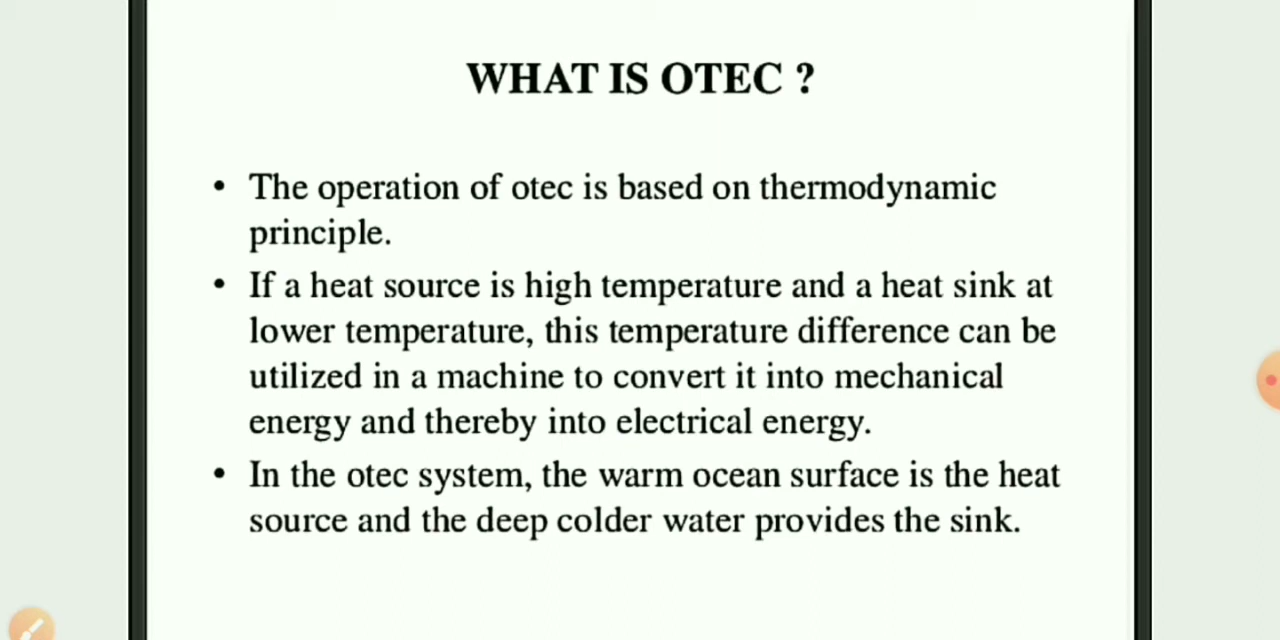 WHAT IS OTEC ?
• The operation of otec is based on thermodynamic
principle.
• If a heat source is high temperature and a heat sink at
lower temperature, this temperature difference can be
utilized in a machine to convert it into mechanical
energy and thereby into electrical energy.
• In the otec system, the warm ocean surface is the heat
source and the deep colder water provides the sink.